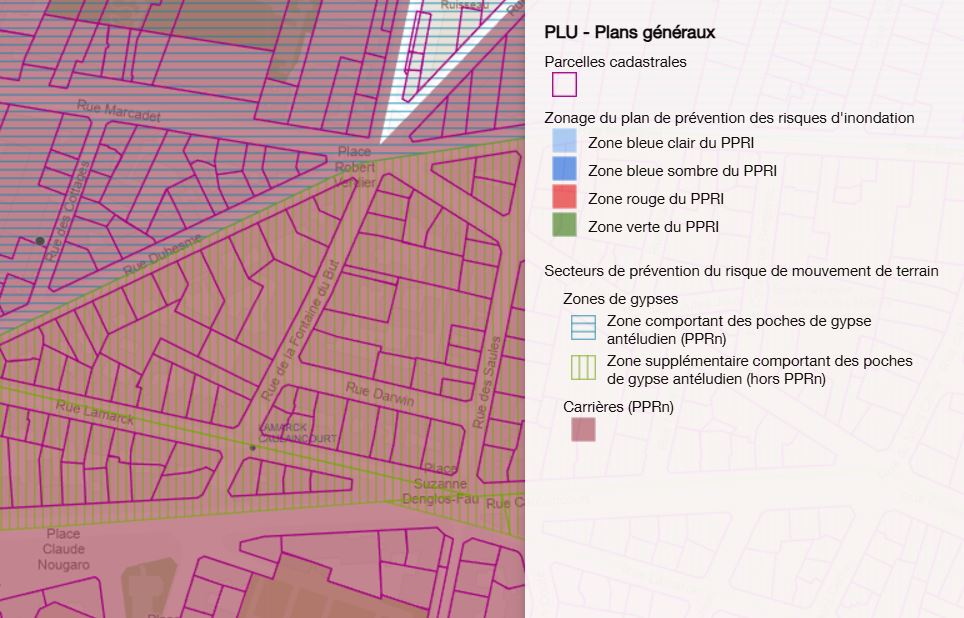 Ruisseau
Rue Marcadet
Place
Robert
Verdier
Rue des Cottages
Rue Duhesme
Rue de la Fontaine du But
Rue des Saules
Rue Darwin
Rue Lamarck
LAMARCK
CAULAINCOURT
Place
Suzanne
Denglos-Fau
Rue C
Place
Claude
Nougaro
PLU - Plans généraux
Parcelles cadastrales
Zonage du plan de prévention des risques d'inondation
Zone bleue clair du PPRI
Zone bleue sombre du PPRI
Zone rouge du PPRI
Zone verte du PPRI
Secteurs de prévention du risque de mouvement de terrain
Zones de gypses
Zone comportant des poches de gypse
antéludien (PPRn)
Zone supplémentaire comportant des poches
de gypse antéludien (hors PPRn)
Carrières (PPRn)